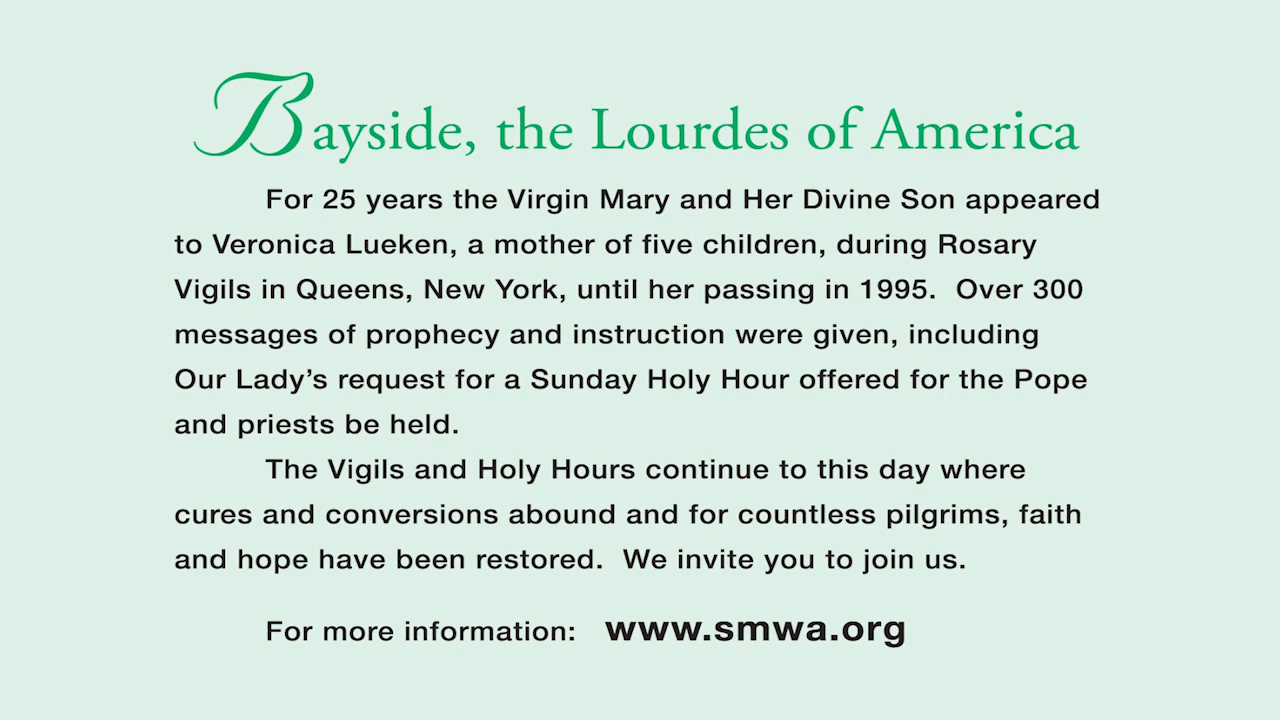 Bayside, the Lourdes of America
For 25 years the Virgin Mary and Her Divine Son appeared
to Veronica Lueken, a mother of five children, during Rosary
Vigils in Queens, New York, until her passing in 1995.  Over 300
messages of prophecy and instruction were given, including
Our Lady’s request for a Sunday Holy Hour offered for the Pope
and priests be held.
The Vigils and Holy Hours continue to this day where
cures and conversions abound and for countless pilgrims, faith
and hope have been restored.  We invite you to join us.
For more information:   www.smwa.org